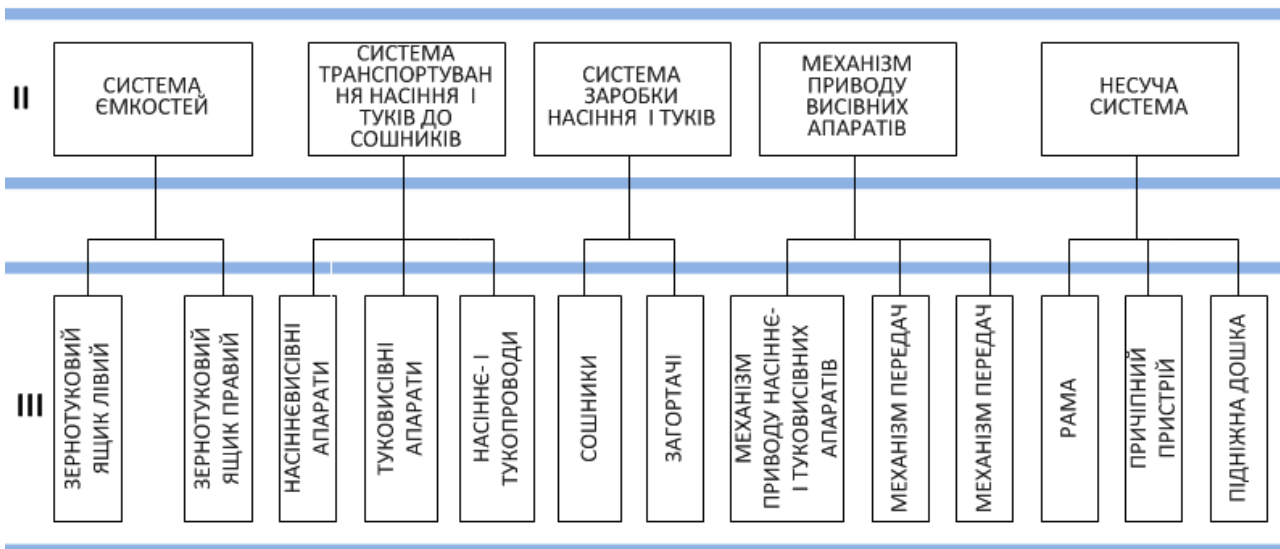 II
СИСТЕМА
ЄМКОСТЕЙ
СИСТЕМА
ТРАНСПОРТУВАН
НЯ НАСІННЯ І
ТУКІВ ДО
СОШНИКІВ
СИСТЕМА
ЗАРОБКИ
НАСІННЯ І ТУКІВ
МЕХАНІЗМ
ПРИВОДУ
ВИСІВНИХ
АПАРАТІВ
НЕСУЧА
СИСТЕМА
III
ЗЕРНОТУКОВИЙ
ЯЩИК ЛІВИЙ
ЗЕРНОТУКОВИЙ
ЯЩИК ПРАВИЙ
НАСІННЄВИСІВНІ
АПАРАТИ
ТУКОВИСІВНІ
АПАРАТИ
НАСІННЄ- І
ТУКОПРОВОДИ
СОШНИКИ
ЗАГОРТАЧІ
МЕХАНІЗМ
ПРИВОДУ НАСІННЄ-
І ТУКОВИСІВНИХ
АПАРАТІВ
МЕХАНІЗМ ПЕРЕДАЧ
МЕХАНІЗМ ПЕРЕДАЧ
РАМА
ПРИЧІПНИЙ
ПРИСТРІЙ
ПІДНІЖНА ДОШКА